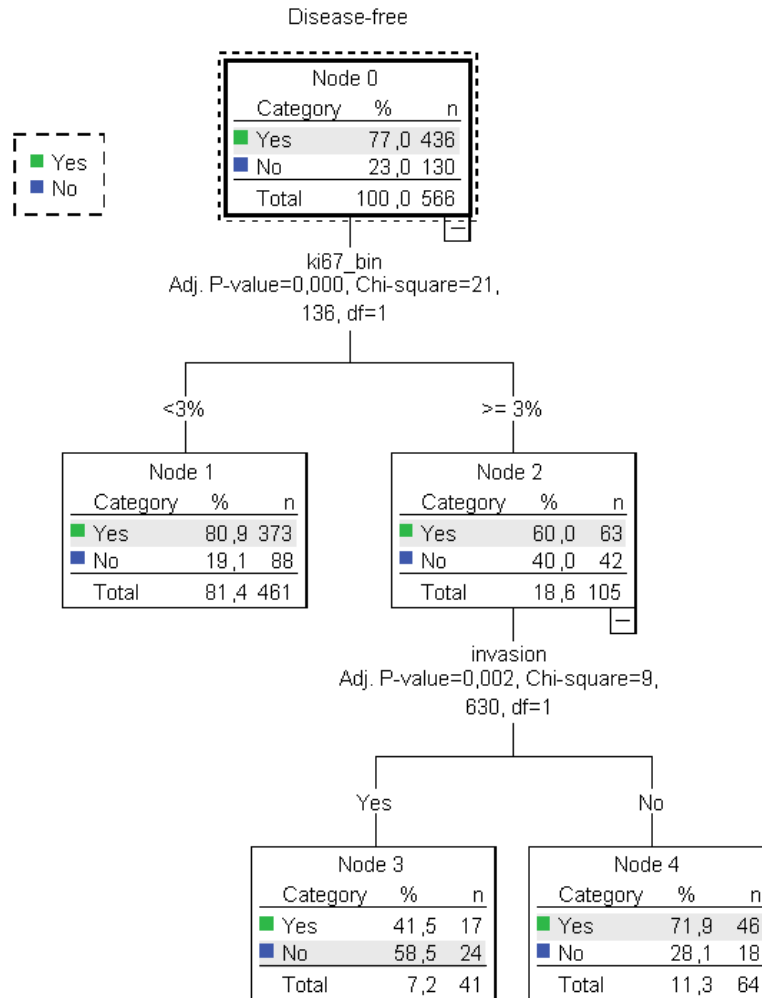 Disease-free
Yes
No
Node 0
Category % n
Yes 77,0 436
No 23,0 130
Total 100,0 566
ki67_bin
Adj. P-value=0,000, Chi-square=21,
136, df=1
<3%
>= 3%
Node 1
Category % n
Yes 80,9 373
No 19,1 88
Total 81,4 461
Node 2
Category % n
Yes 60,0 63
No 40,0 42
Total 18,6 105
invasion
Adj. P-value=0,002, Chi-square=9,
630, df=1
Yes
No
Node 3
Category % n
Yes 41,5 17
No 58,5 24
Total 7,2 41
Node 4
Category % n
Yes 71,9 46
No 28,1 18
Total 11,3 64